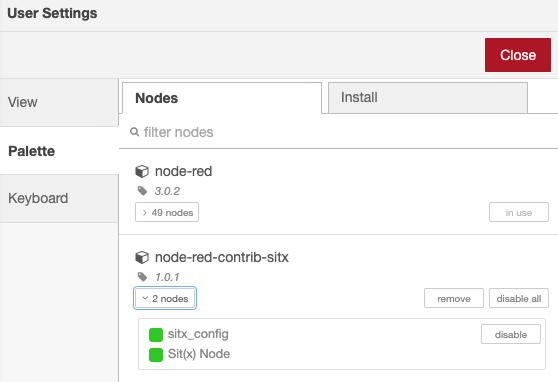 User Settings
Close
View
Palette
Keyboard
Nodes
Install
filter nodes
node-red
3.0.2
49 nodes
in use
node-red-contrib-sitx
1.0.1
2 nodes
remove
disable all
sitx_config
disable
Sit(x) Node